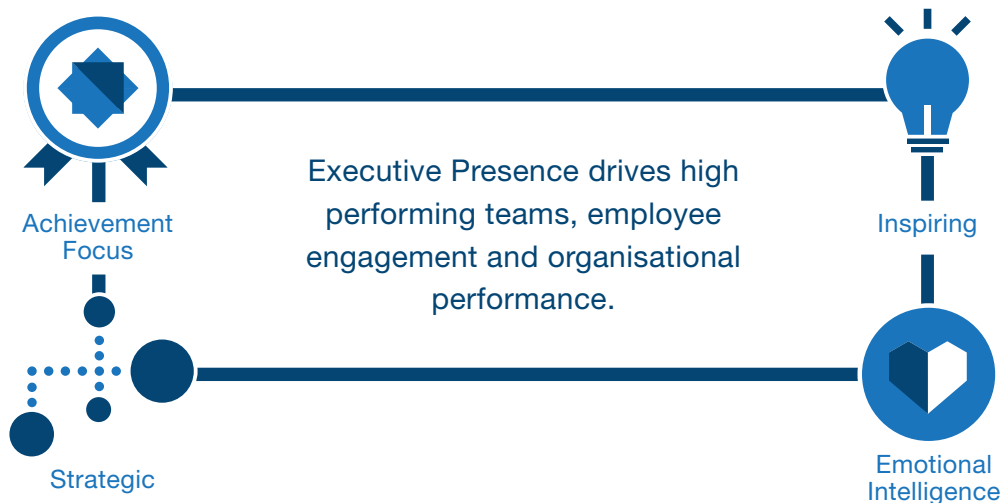 Executive Presence drives high
performing teams, employee
engagement and organisational
performance.
Achievement
Focus
Inspiring
Strategic
Emotional
Intelligence